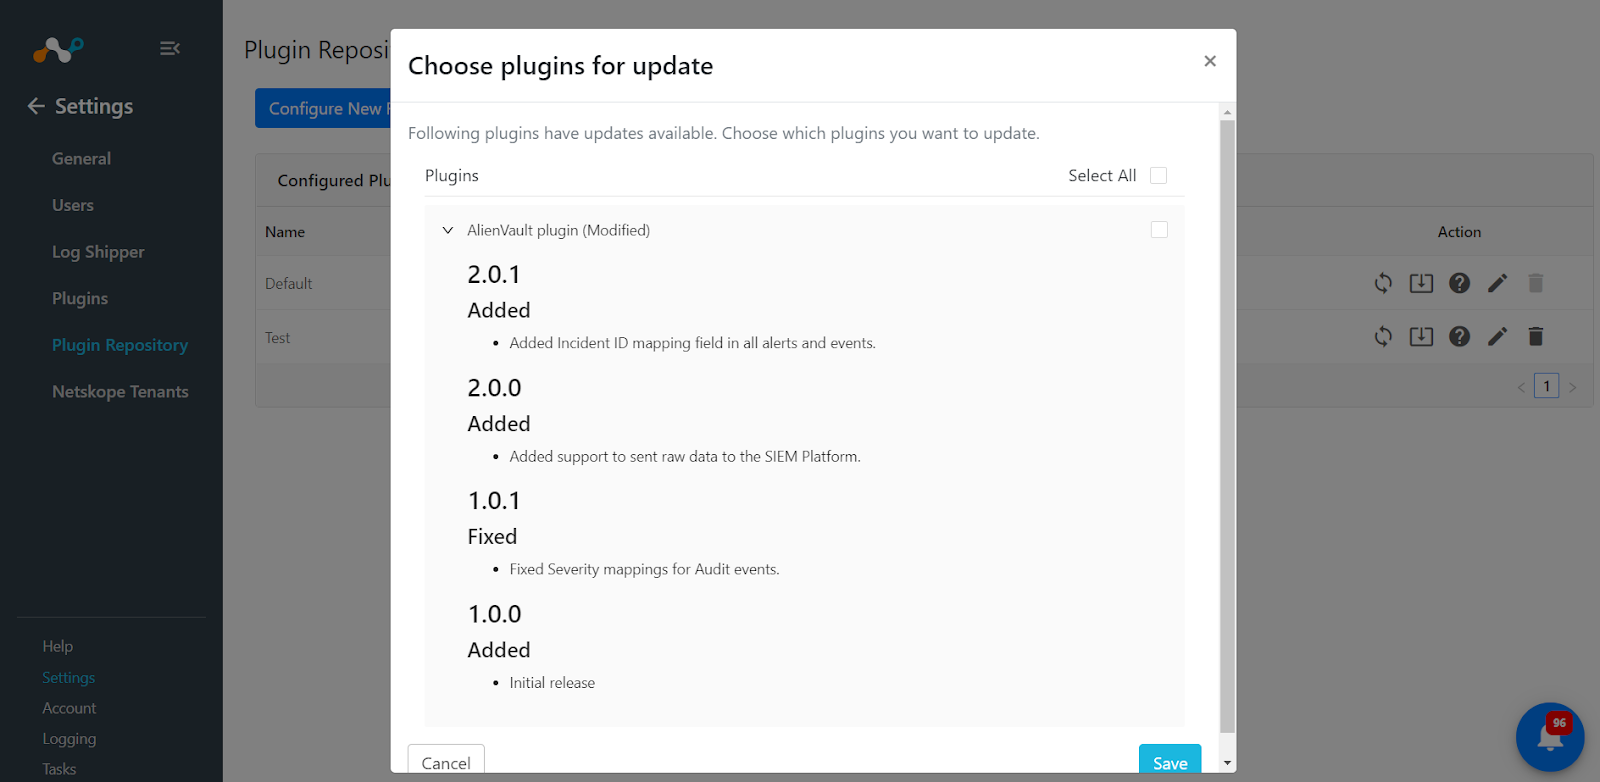 Settings
General
Users
Log Shipper
Plugins
Plugin Repository
Netskope Tenants
Help
Settings
Account
Logging
Tasks
Plugin Reposi
Configure New
Configured Plu
Name
Action
Default
Test
1
Choose plugins for update
Following plugins have updates available. Choose which plugins you want to update.
Plugins Select All
AlienVault plugin (Modified)
2.0.1
Added
• Added Incident ID mapping field in all alerts and events.
2.0.0
Added
• Added support to sent raw data to the SIEM Platform.
1.0.1
Fixed
• Fixed Severity mappings for Audit events.
1.0.0
Added
• Initial release
Cancel Save
96